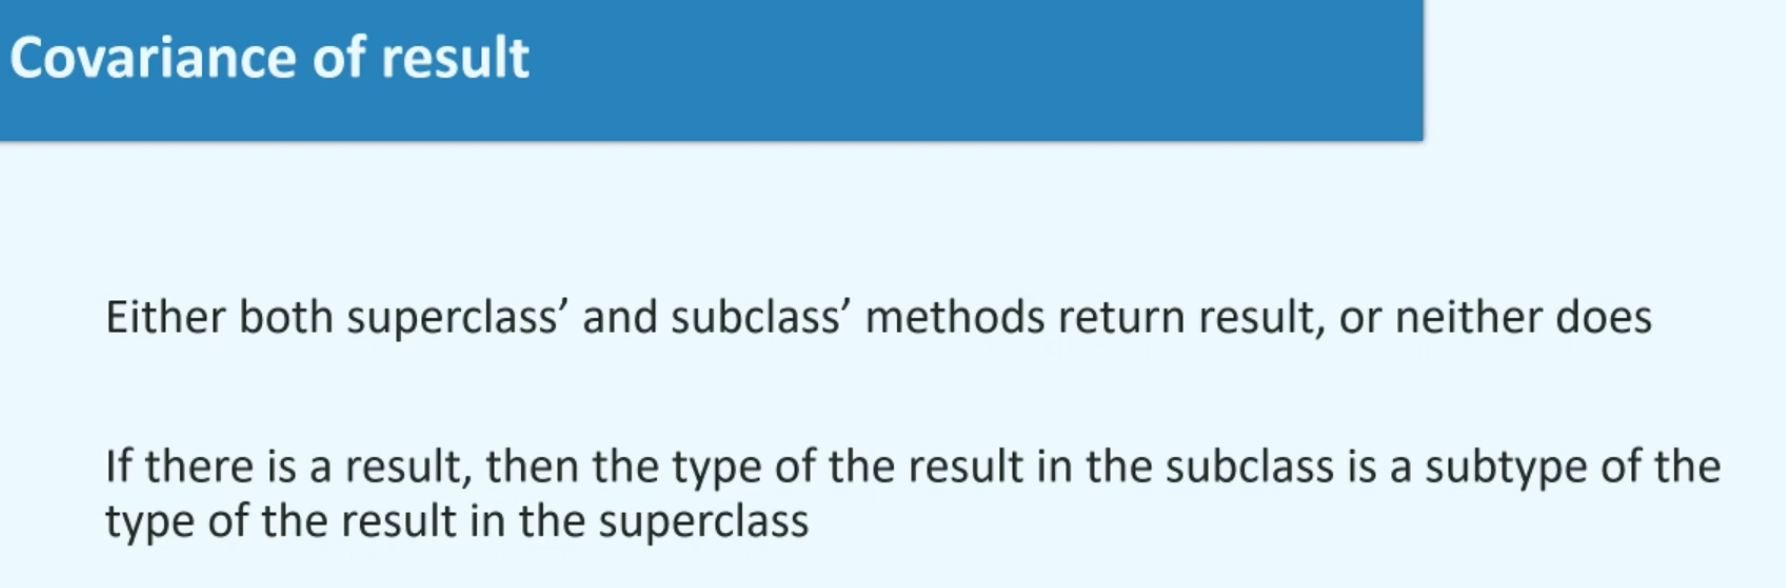 Covariance of result
Either both superclass’ and subclass’ methods return result, or neither does
If there is a result, then the type of the result in the subclass is a subtype of the
type of the result in the superclass